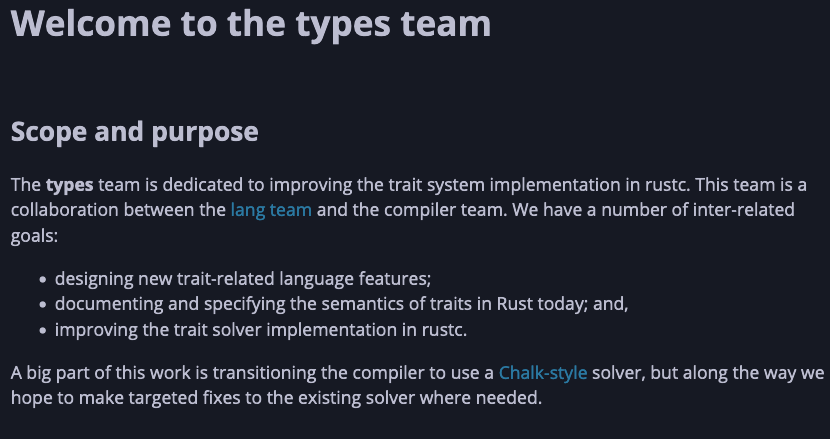 Welcome to the types team
Scope and purpose
The types team is dedicated to improving the trait system implementation in rustc. This team is a
collaboration between the lang team and the compiler team. We have a number of inter-related
goals:
• designing new trait-related language features;
• documenting and specifying the semantics of traits in Rust today; and,
• improving the trait solver implementation in rustc.
A big part of this work is transitioning the compiler to use a Chalk-style solver, but along the way we
hope to make targeted fixes to the existing solver where needed.